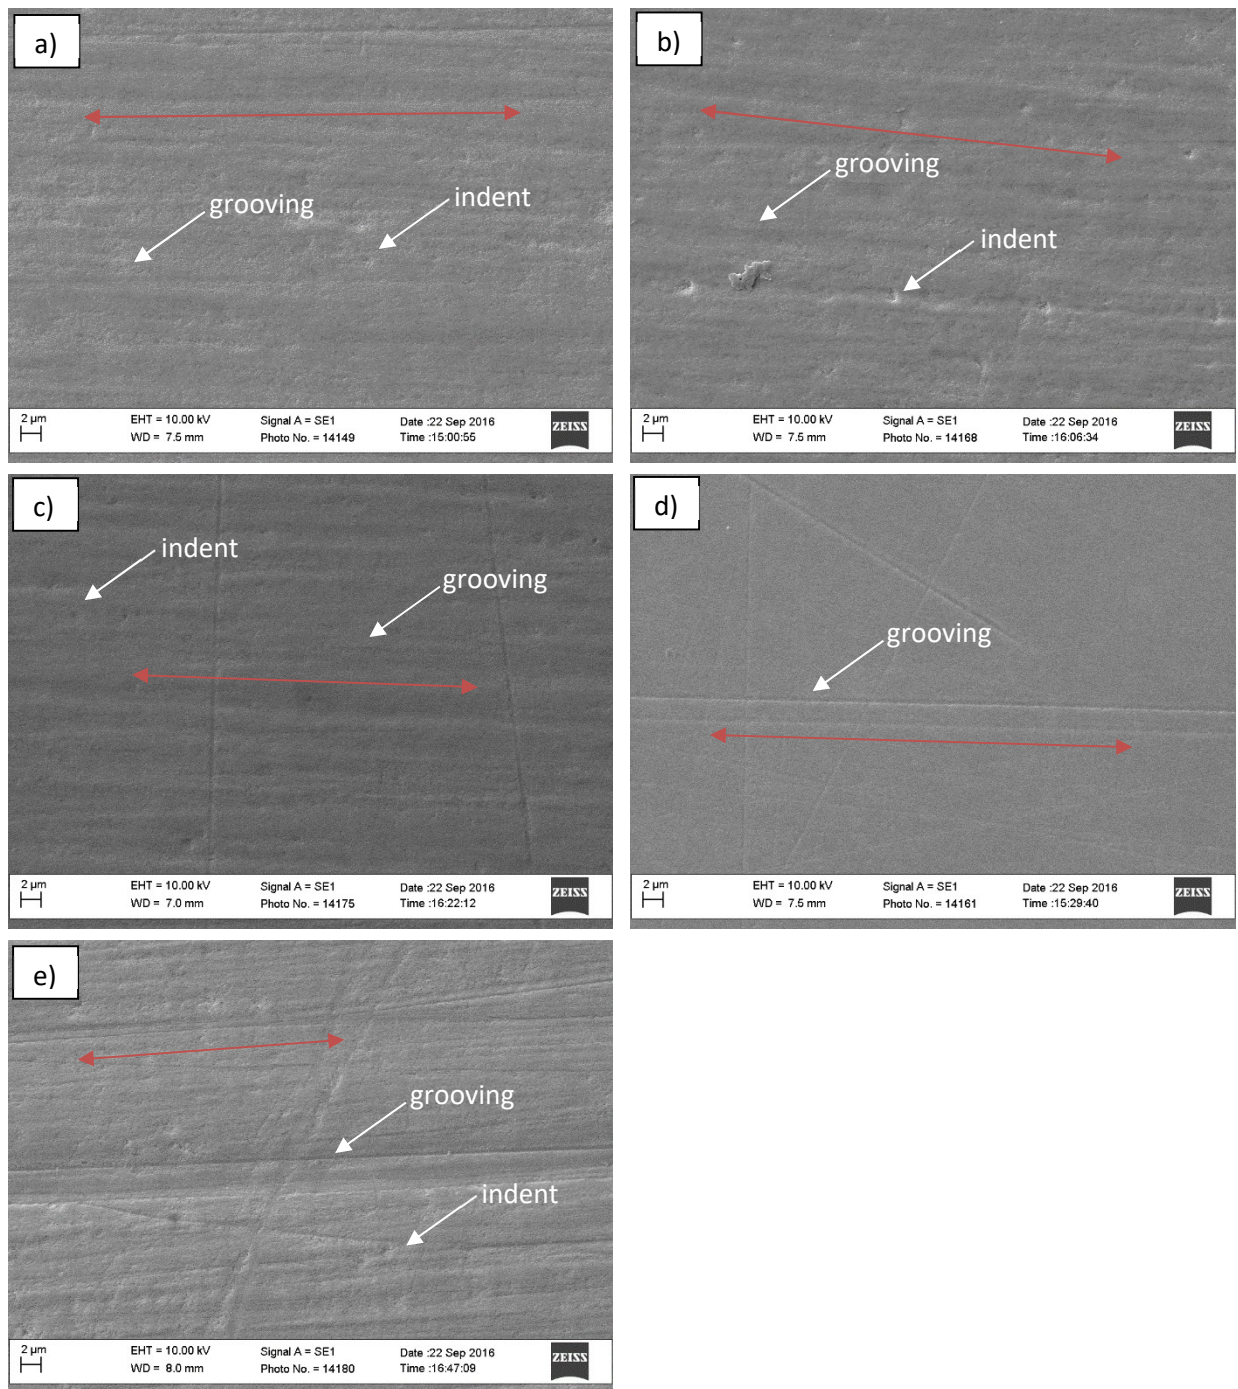 a)
grooving
indent
2 µm
EHT = 10.00 kV
Signal A = SE1
Date :22 Sep 2016
WD = 7.5 mm
Photo No. = 14149
Time :15:00:55
ZEISS
b)
grooving
indent
2 µm
EHT = 10.00 kV
Signal A = SE1
Date :22 Sep 2016
WD = 7.5 mm
Photo No. = 14168
Time :16:06:34
ZEISS
c)
indent
grooving
2 µm
EHT = 10.00 kV
Signal A = SE1
Date :22 Sep 2016
WD = 7.0 mm
Photo No. = 14175
Time :16:22:12
ZEISS
d)
grooving
2 µm
EHT = 10.00 kV
Signal A = SE1
Date :22 Sep 2016
WD = 7.5 mm
Photo No. = 14161
Time :15:29:40
ZEISS
e)
grooving
indent
2 µm
EHT = 10.00 kV
Signal A = SE1
Date :22 Sep 2016
WD = 8.0 mm
Photo No. = 14180
Time :16:47:09
ZEISS